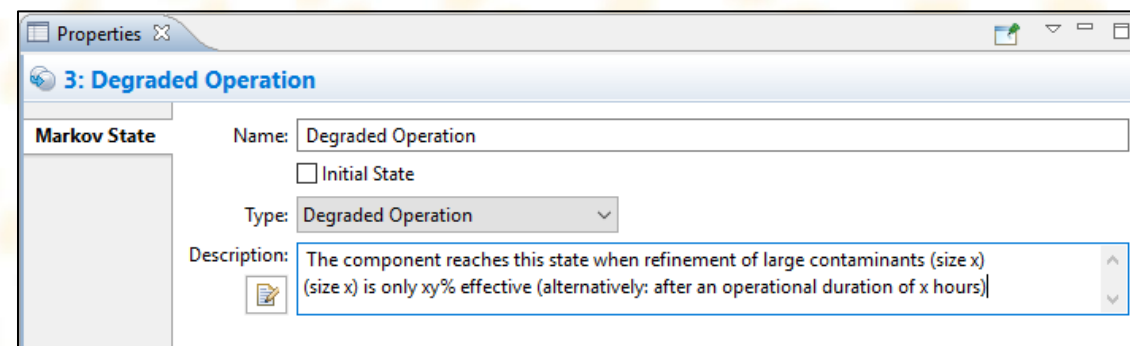 Properties
3: Degraded Operation
Markov State
Name: Degraded Operation
Initial State
Type: Degraded Operation
Description: The component reaches this state when refinement of large contaminants (size x)
(size x) is only xy% effective (alternatively: after an operational duration of x hours)